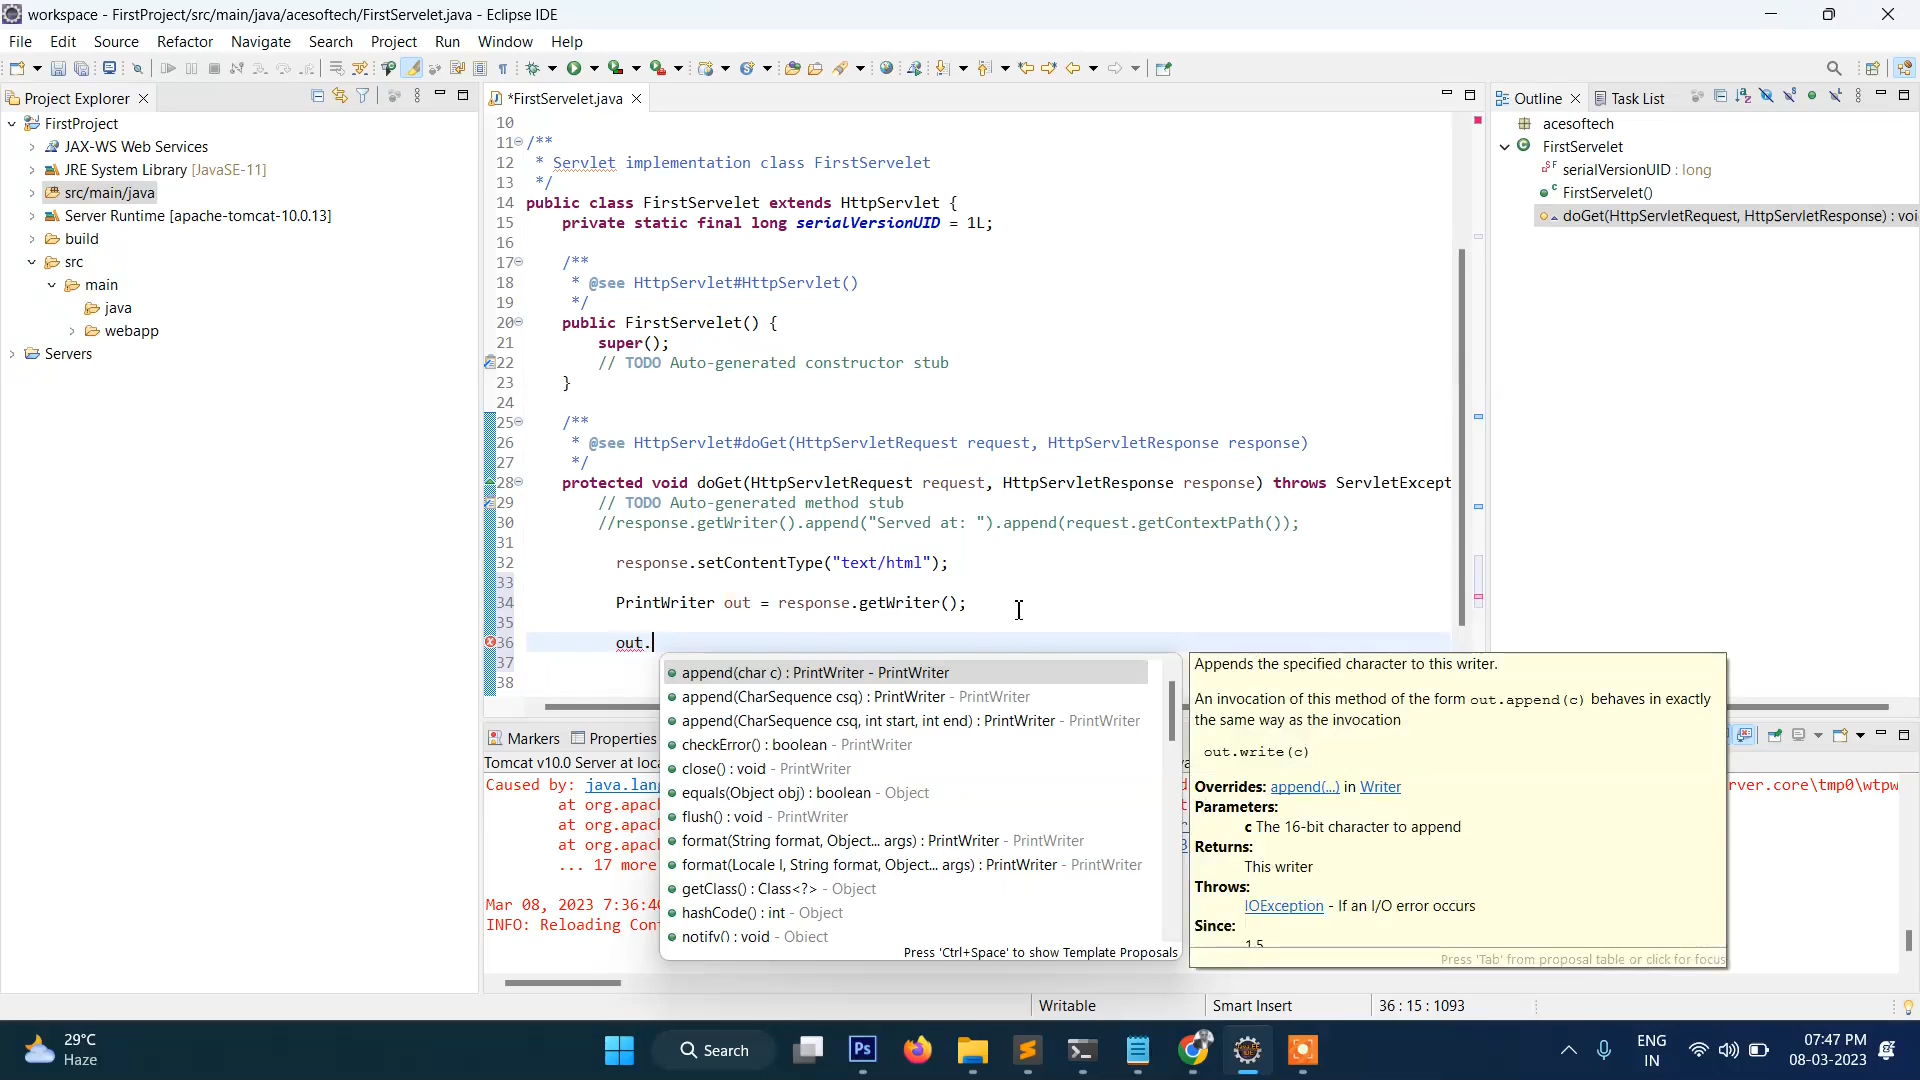 workspace - FirstProject/src/main/java/acesoftech/FirstServelet.java - Eclipse IDE
File Edit Source Refactor Navigate Search Project Run Window Help
Project Explorer
FirstProject
JAX-WS Web Services
JRE System Library [JavaSE-11]
src/main/java
Server Runtime [apache-tomcat-10.0.13]
build
src
main
java
webapp
Servers
*FirstServelet.java
10
11 /**
12 * Servlet implementation class FirstServelet
13 */
14 public class FirstServelet extends HttpServlet {
15 private static final long serialVersionUID = 1L;
16
17 /**
18 * @see HttpServlet#HttpServlet()
19 */
20 public FirstServelet() {
21 super();
22 // TODO Auto-generated constructor stub
23 }
24
25 /**
26 * @see HttpServlet#doGet(HttpServletRequest request, HttpServletResponse response)
27 */
28 protected void doGet(HttpServletRequest request, HttpServletResponse response) throws ServletExcept
29 // TODO Auto-generated method stub
30 //response.getWriter().append("Served at: ").append(request.getContextPath());
31
32 response.setContentType("text/html");
33
34 PrintWriter out = response.getWriter();
35
36 out.
37
38
append(char c) : PrintWriter - PrintWriter
append(CharSequence csq) : PrintWriter - PrintWriter
append(CharSequence csq, int start, int end) : PrintWriter - PrintWriter
checkError() : boolean - PrintWriter
close() : void - PrintWriter
equals(Object obj) : boolean - Object
flush() : void - PrintWriter
format(String format, Object... args) : PrintWriter - PrintWriter
format(Locale l, String format, Object... args) : PrintWriter - PrintWriter
getClass() : Class<?> - Object
hashCode() : int - Object
notify() : void - Object
Press 'Ctrl+Space' to show Template Proposals
Appends the specified character to this writer.
An invocation of this method of the form out.append(c) behaves in exactly
the same way as the invocation
out.write(c)
Overrides: append(...) in Writer
Parameters:
c The 16-bit character to append
Returns:
This writer
Throws:
IOException - If an I/O error occurs
Since:
1.5
Press 'Tab' from proposal table or click for focus
Outline Task List
acesoftech
FirstServelet
serialVersionUID : long
FirstServelet()
doGet(HttpServletRequest, HttpServletResponse) : voi
Markers Properties
Tomcat v10.0 Server at loca
Caused by: java.lan
rver.core\tmp0\wtpw
at org.apac
at org.apac
at org.apac
... 17 more
Mar 08, 2023 7:36:4
INFO: Reloading Con
Writable Smart Insert 36 : 15 : 1093
29°C
Haze
Search
ENG
IN
07:47 PM
08-03-2023